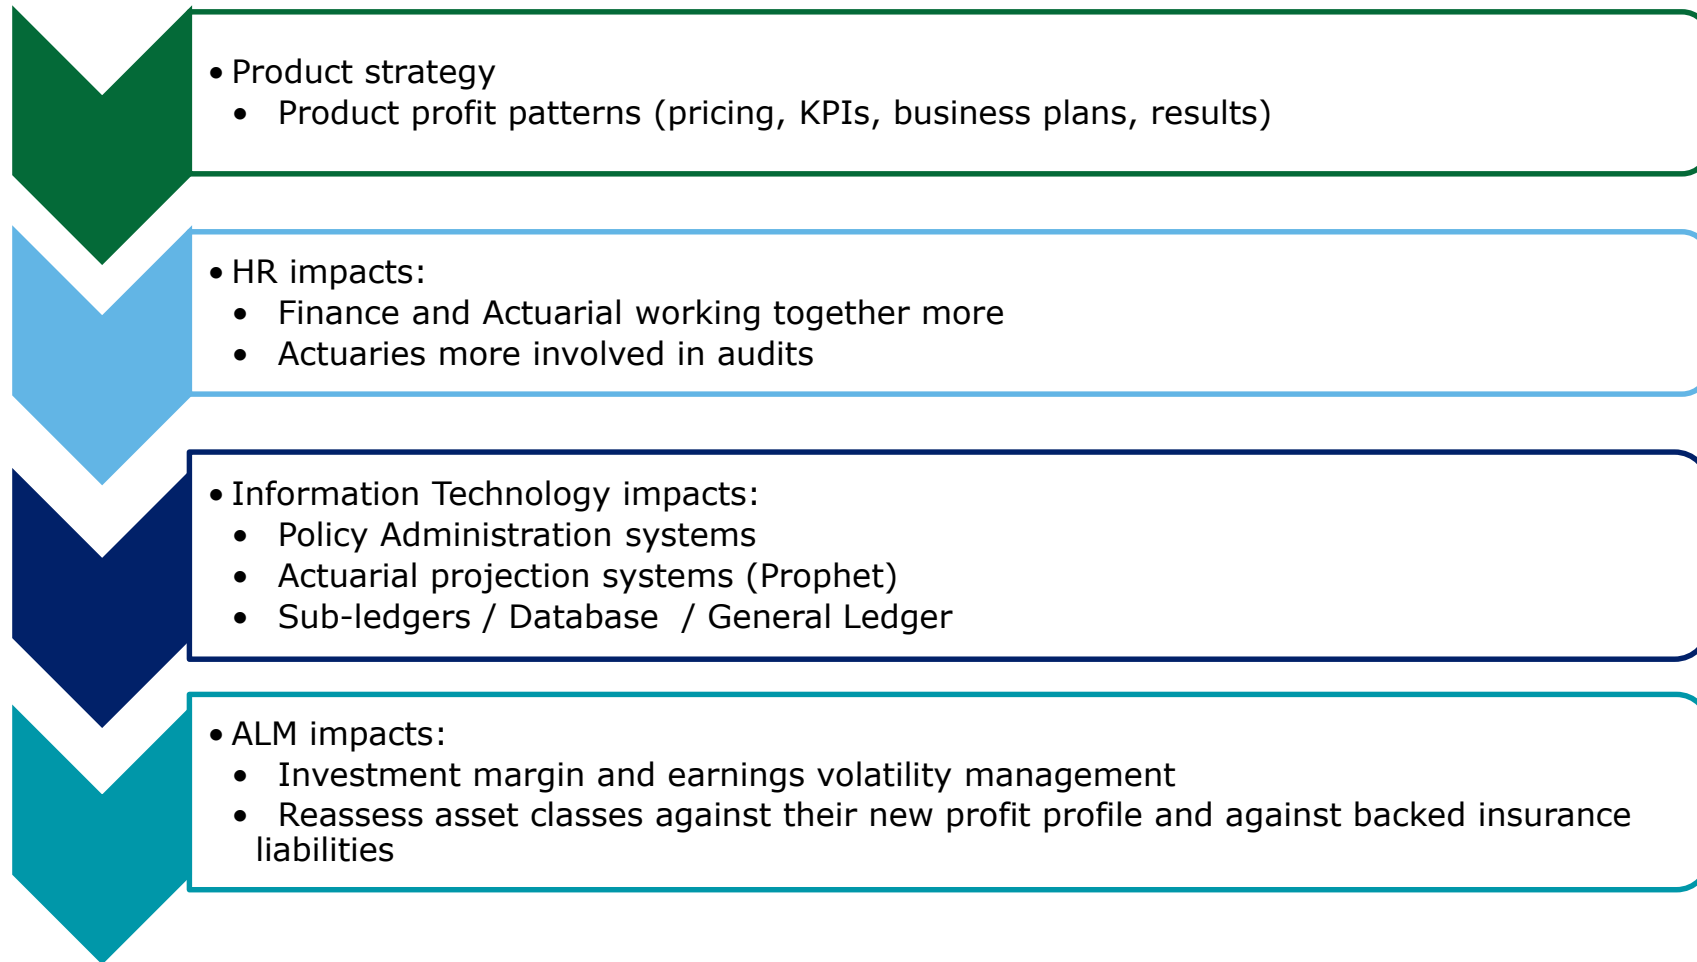 • Product strategy
• Product profit patterns (pricing, KPIs, business plans, results)
• HR impacts:
• Finance and Actuarial working together more
• Actuaries more involved in audits
• Information Technology impacts:
• Policy Administration systems
• Actuarial projection systems (Prophet)
• Sub-ledgers / Database / General Ledger
• ALM impacts:
• Investment margin and earnings volatility management
• Reassess asset classes against their new profit profile and against backed insurance
liabilities